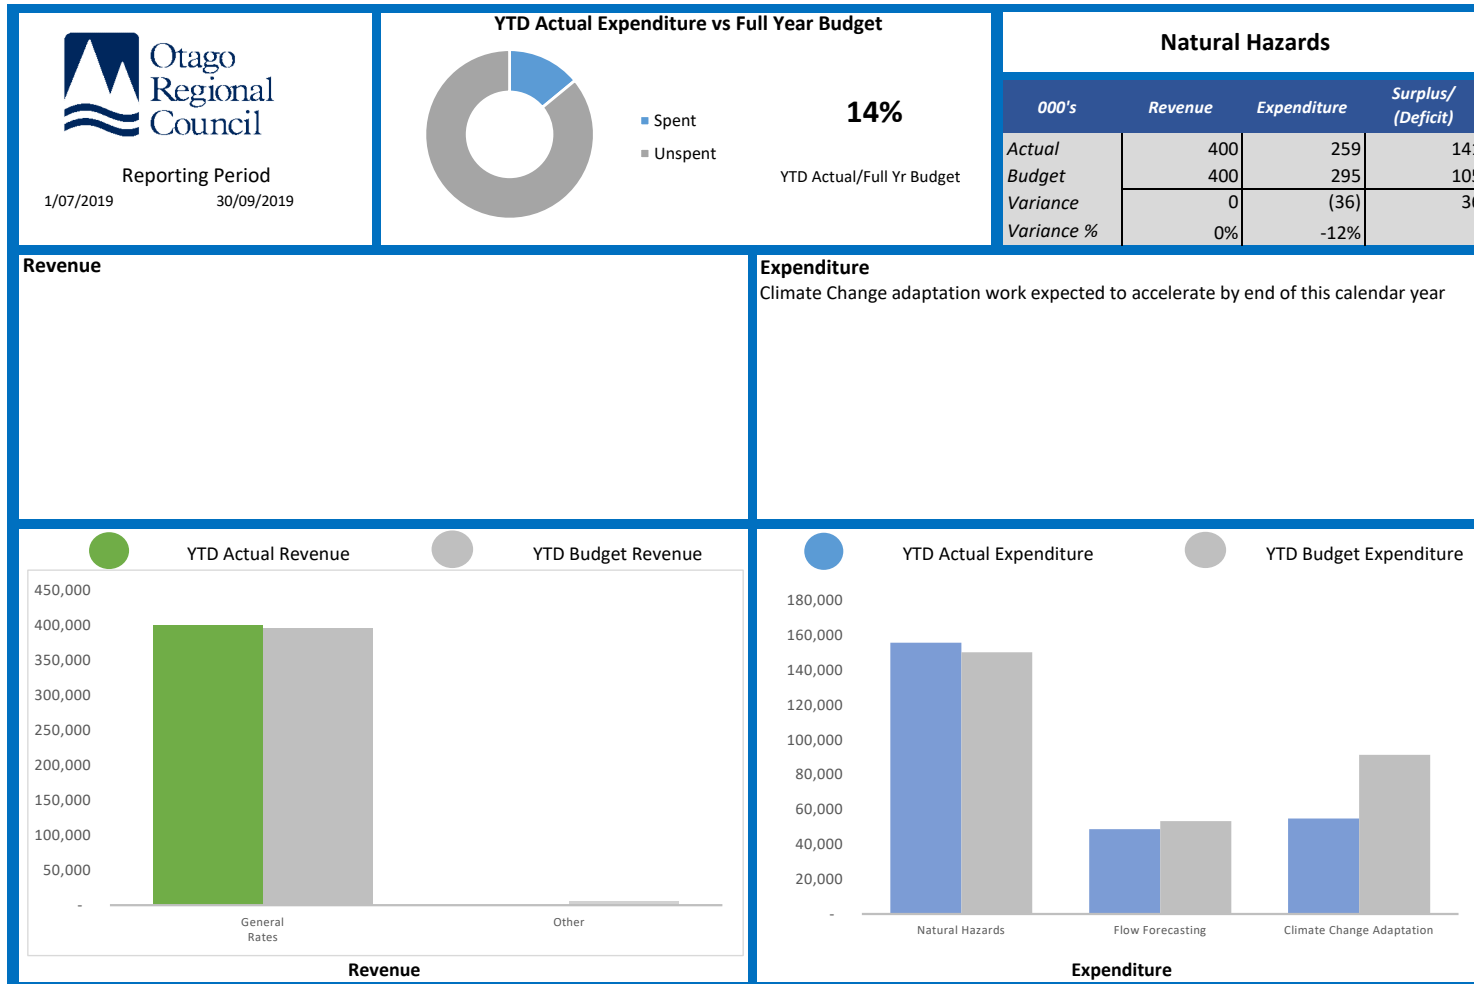 Otago
Regional
Council
Reporting Period
1/07/2019 30/09/2019
YTD Actual Expenditure vs Full Year Budget
Spent
Unspent
14%
YTD Actual/Full Yr Budget
Natural Hazards
000's Revenue Expenditure Surplus/ (Deficit)
Actual 400 259
Budget 400 295
Variance 0 (36)
Variance % 0% -12%
Revenue
Expenditure
Climate Change adaptation work expected to accelerate by end of this calendar year
YTD Actual Revenue YTD Budget Revenue
450,000
400,000
350,000
300,000
250,000
200,000
150,000
100,000
50,000
-
General
Rates
Other
Revenue
YTD Actual Expenditure YTD Budget Expenditure
180,000
160,000
140,000
120,000
100,000
80,000
60,000
40,000
20,000
-
Natural Hazards Flow Forecasting Climate Change Adaptation
Expenditure